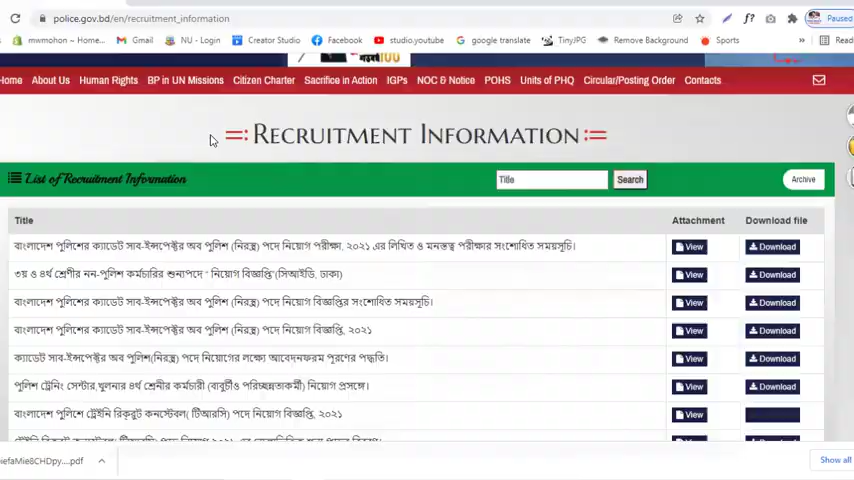 police.gov.bd/en/recruitment_information
Paused
mwmohon ~ Home...
Gmail
NU - Login
Creator Studio
Facebook
studio.youtube
google translate
TinyJPG
Remove Background
Sports
»
Home About Us Human Rights BP in UN Missions Citizen Charter Sacrifice in Action IGPs NOC & Notice POHS Units of PHQ Circular/Posting Order Contacts
Recruitment Information
List of Recruitment Information
Title
Search
Archive
Title Attachment Download file
বাংলাদেশ পুলিশের ক্যাডেট সাব-ইন্সপেক্টর অব পুলিশ (নিরস্ত্র) পদে নিয়োগ পরীক্ষা, ২০২১ এর লিখিত ও মনস্তত্ত্ব পরীক্ষার সংশোধিত সময়সূচি। View Download
৩য় ও ৪র্থ শ্রেণীর নন-পুলিশ কর্মচারির শুন্যপদে " নিয়োগ বিজ্ঞপ্তি"(সিআইডি, ঢাকা) View Download
বাংলাদেশ পুলিশের ক্যাডেট সাব-ইন্সপেক্টর অব পুলিশ (নিরস্ত্র) পদে নিয়োগ বিজ্ঞপ্তির সংশোধিত সময়সূচি। View Download
বাংলাদেশ পুলিশের ক্যাডেট সাব-ইন্সপেক্টর অব পুলিশ (নিরস্ত্র) পদে নিয়োগ বিজ্ঞপ্তি, ২০২১ View Download
ক্যাডেট সাব-ইন্সপেক্টর অব পুলিশ(নিরস্ত্র) পদে নিয়োগের লক্ষ্যে আবেদনফরম পূরণের পদ্ধতি। View Download
পুলিশ ট্রেনিং সেন্টার,খুলনার ৪র্থ শ্রেনীর কর্মচারী (বাবুর্চীও পরিচ্ছন্নতাকর্মী) নিয়োগ প্রসঙ্গে। View Download
বাংলাদেশ পুলিশে ট্রেইনি রিক্রুট কনস্টেবল( টিআরসি) পদে নিয়োগ বিজ্ঞপ্তি, ২০২১ View
Show all